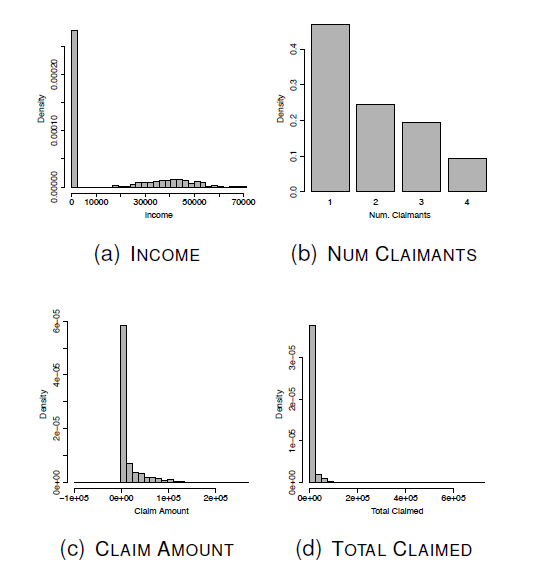 Density
0.00000
0.00010
0.00020
0
10000
30000
50000
70000
Income
(a) INCOME
Density
0.0
0.1
0.2
0.3
0.4
1
2
3
4
Num. Claimants
(b) NUM CLAIMANTS
Density
0e+00
2e−05
4e−05
6e−05
−1e+05
0e+00
1e+05
2e+05
Claim Amount
(c) CLAIM AMOUNT
Density
0e+00
1e−05
2e−05
3e−05
0e+00
2e+05
4e+05
6e+05
Total Claimed
(d) TOTAL CLAIMED